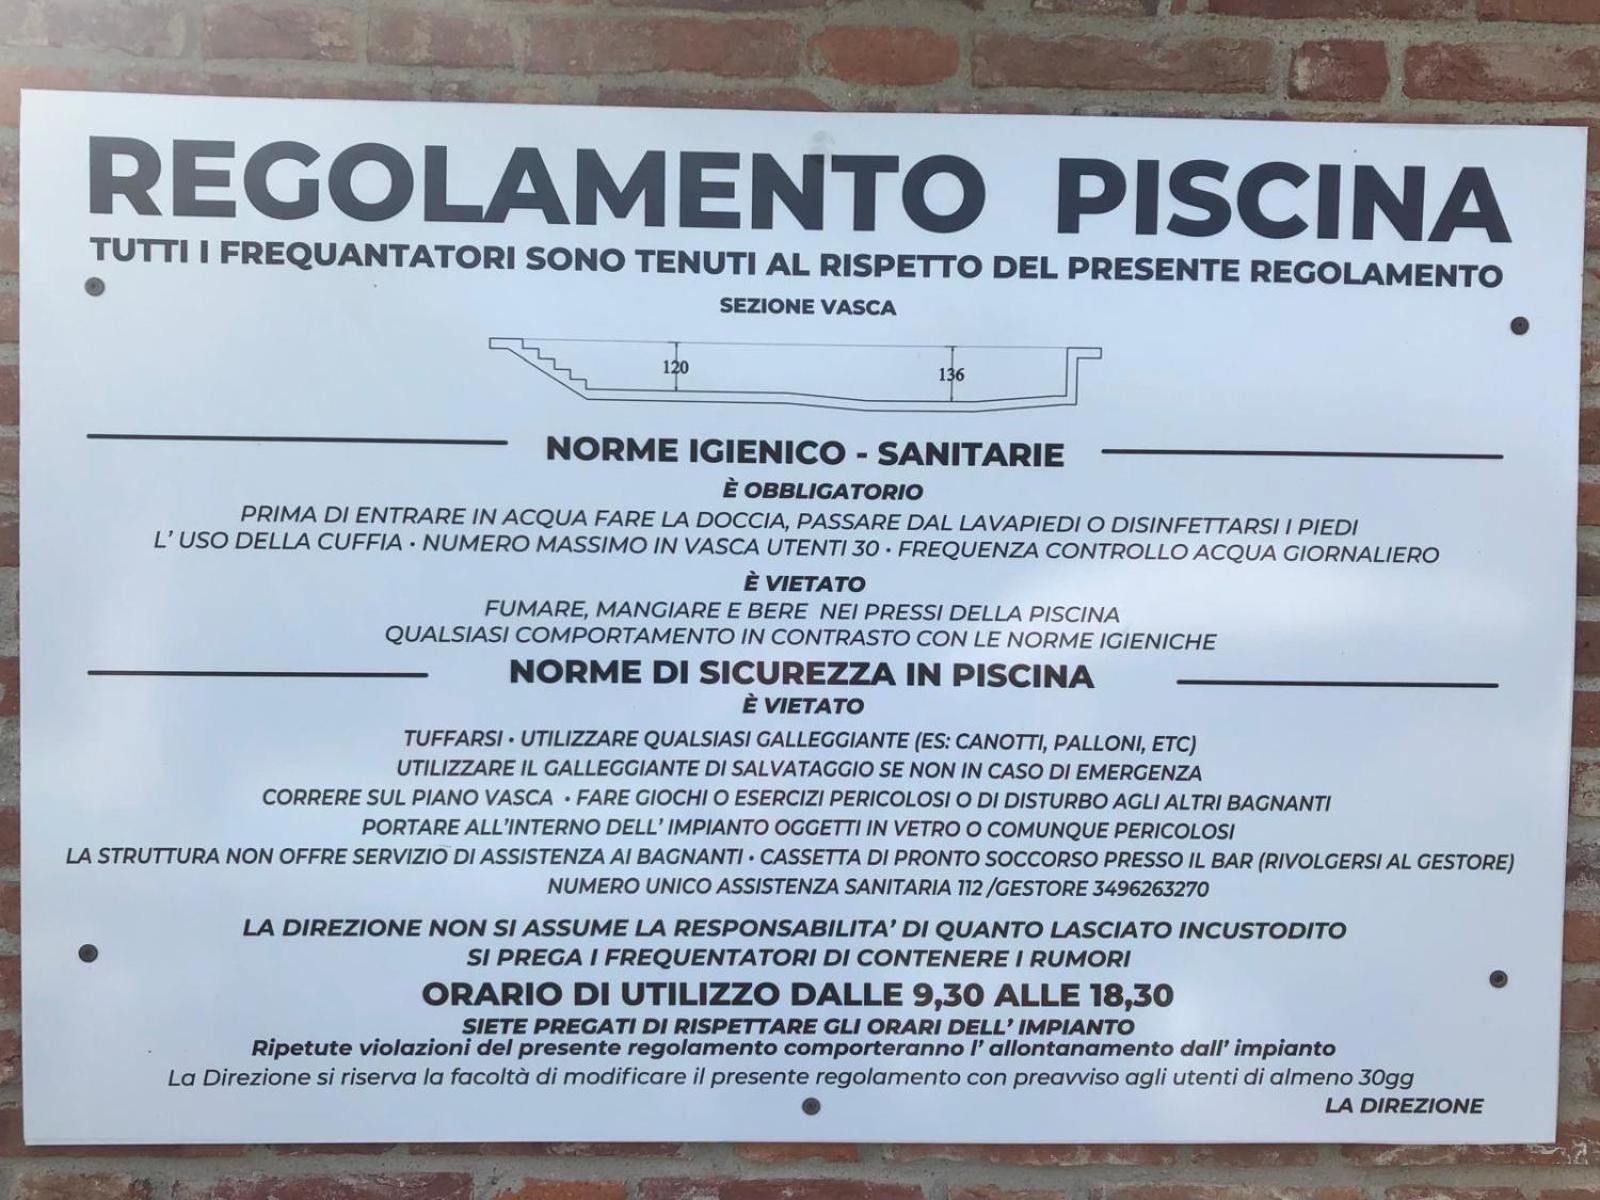 REGOLAMENTO PISCINA
TUTTI I FREQUANTATORI SONO TENUTI AL RISPETTO DEL PRESENTE REGOLAMENTO
SEZIONE VASCA
120
136
NORME IGIENICO - SANITARIE
È OBBLIGATORIO
PRIMA DI ENTRARE IN ACQUA FARE LA DOCCIA, PASSARE DAL LAVAPIEDI O DISINFETTARSI I PIEDI
L' USO DELLA CUFFIA • NUMERO MASSIMO IN VASCA UTENTI 30 • FREQUENZA CONTROLLO ACQUA GIORNALIERO
È VIETATO
FUMARE, MANGIARE E BERE NEI PRESSI DELLA PISCINA
QUALSIASI COMPORTAMENTO IN CONTRASTO CON LE NORME IGIENICHE
NORME DI SICUREZZA IN PISCINA
È VIETATO
TUFFARSI • UTILIZZARE QUALSIASI GALLEGGIANTE (ES: CANOTTI, PALLONI, ETC)
UTILIZZARE IL GALLEGGIANTE DI SALVATAGGIO SE NON IN CASO DI EMERGENZA
CORRERE SUL PIANO VASCA • FARE GIOCHI O ESERCIZI PERICOLOSI O DI DISTURBO AGLI ALTRI BAGNANTI
PORTARE ALL'INTERNO DELL' IMPIANTO OGGETTI IN VETRO O COMUNQUE PERICOLOSI
LA STRUTTURA NON OFFRE SERVIZIO DI ASSISTENZA AI BAGNANTI • CASSETTA DI PRONTO SOCCORSO PRESSO IL BAR (RIVOLGERSI AL GESTORE)
NUMERO UNICO ASSISTENZA SANITARIA 112 /GESTORE 3496263270
LA DIREZIONE NON SI ASSUME LA RESPONSABILITA' DI QUANTO LASCIATO INCUSTODITO
SI PREGA I FREQUENTATORI DI CONTENERE I RUMORI
ORARIO DI UTILIZZO DALLE 9,30 ALLE 18,30
SIETE PREGATI DI RISPETTARE GLI ORARI DELL' IMPIANTO
Ripetute violazioni del presente regolamento comporteranno l' allontanamento dall' impianto
La Direzione si riserva la facoltà di modificare il presente regolamento con preavviso agli utenti di almeno 30gg
LA DIREZIONE